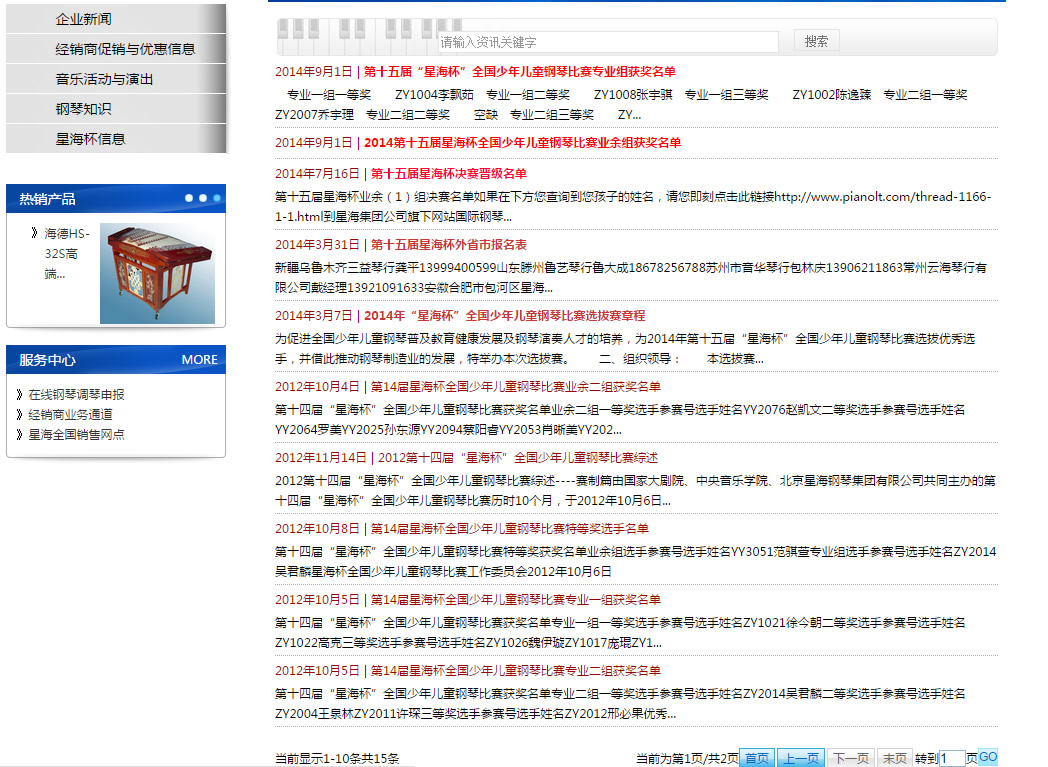 企业新闻
经销商促销与优惠信息
音乐活动与演出
钢琴知识
星海杯信息
热销产品
海德HS-
32S高
端...
服务中心 MORE
在线钢琴调琴申报
经销商业务通道
星海全国销售网点
请输入资讯关键字 搜索
2014年9月1日 | 第十五届“星海杯”全国少年儿童钢琴比赛专业组获奖名单
专业一组一等奖 ZY1004李飘茹 专业一组二等奖 ZY1008张宇骐 专业一组三等奖 ZY1002陈逸臻 专业二组一等奖
ZY2007乔宇理 专业二组二等奖 空缺 专业二组三等奖 ZY...
2014年9月1日 | 2014第十五届星海杯全国少年儿童钢琴比赛业余组获奖名单
2014年7月16日 | 第十五届星海杯决赛晋级名单
第十五届星海杯业余（1）组决赛名单如果在下方您查询到您孩子的姓名，请您即刻点击此链接http://www.pianolt.com/thread-1166-
1-1.html到星海集团公司旗下网站国际钢琴...
2014年3月31日 | 第十五届星海杯外省市报名表
新疆乌鲁木齐三益琴行龚平13999400599山东滕州鲁艺琴行鲁大成18678256788苏州市音华琴行包林庆13906211863常州云海琴行有
限公司戴经理13921091633安徽合肥市包河区星海...
2014年3月7日 | 2014年“星海杯”全国少年儿童钢琴比赛选拔赛章程
为促进全国少年儿童钢琴普及教育健康发展及钢琴演奏人才的培养，为2014年第十五届“星海杯”全国少年儿童钢琴比赛选拔优秀选
手，并借此推动钢琴制造业的发展，特举办本次选拔赛。 二、组织领导： 本选拔赛...
2012年10月4日 | 第14届星海杯全国少年儿童钢琴比赛业余二组获奖名单
第十四届“星海杯”全国少年儿童钢琴比赛获奖名单业余二组一等奖选手参赛号选手姓名YY2076赵凯文二等奖选手参赛号选手姓名
YY2064罗美YY2025孙东源YY2094蔡阳睿YY2053肖晰美YY202...
2012年11月14日 | 2012第十四届“星海杯”全国少年儿童钢琴比赛综述
2012第十四届“星海杯”全国少年儿童钢琴比赛综述----赛制篇由国家大剧院、中央音乐学院、北京星海钢琴集团有限公司共同主办的第
十四届“星海杯”全国少年儿童钢琴比赛历时10个月，于2012年10月6日...
2012年10月8日 | 第14届星海杯全国少年儿童钢琴比赛特等奖选手名单
第十四届“星海杯”全国少年儿童钢琴比赛特等奖获奖名单业余组选手参赛号选手姓名YY3051范骐萱专业组选手参赛号选手姓名ZY2014
吴君麟星海杯全国少年儿童钢琴比赛工作委员会2012年10月6日
2012年10月5日 | 第14届星海杯全国少年儿童钢琴比赛专业一组获奖名单
第十四届“星海杯”全国少年儿童钢琴比赛获奖名单专业一组一等奖选手参赛号选手姓名ZY1021徐今朝二等奖选手参赛号选手姓名
ZY1022高克三等奖选手参赛号选手姓名ZY1026魏伊璇ZY1017庞琨ZY1...
2012年10月5日 | 第14届星海杯全国少年儿童钢琴比赛专业二组获奖名单
第十四届“星海杯”全国少年儿童钢琴比赛获奖名单专业二组一等奖选手参赛号选手姓名ZY2014吴君麟二等奖选手参赛号选手姓名
ZY2004王泉林ZY2011许琛三等奖选手参赛号选手姓名ZY2012邢必果优秀...
当前显示1-10条共15条 当前为第1页/共2页 首页 上一页 下一页 末页 转到1页GO